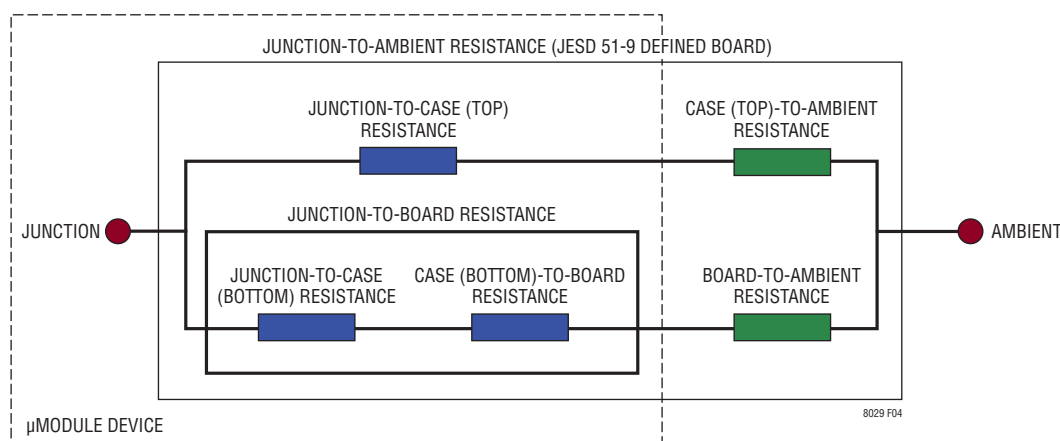 JUNCTION-TO-AMBIENT RESISTANCE (JESD 51-9 DEFINED BOARD)
JUNCTION-TO-CASE (TOP)
RESISTANCE
CASE (TOP)-TO-AMBIENT
RESISTANCE
JUNCTION-TO-BOARD RESISTANCE
JUNCTION
AMBIENT
JUNCTION-TO-CASE
(BOTTOM) RESISTANCE
CASE (BOTTOM)-TO-BOARD
RESISTANCE
BOARD-TO-AMBIENT
RESISTANCE
8029 F04
µMODULE DEVICE